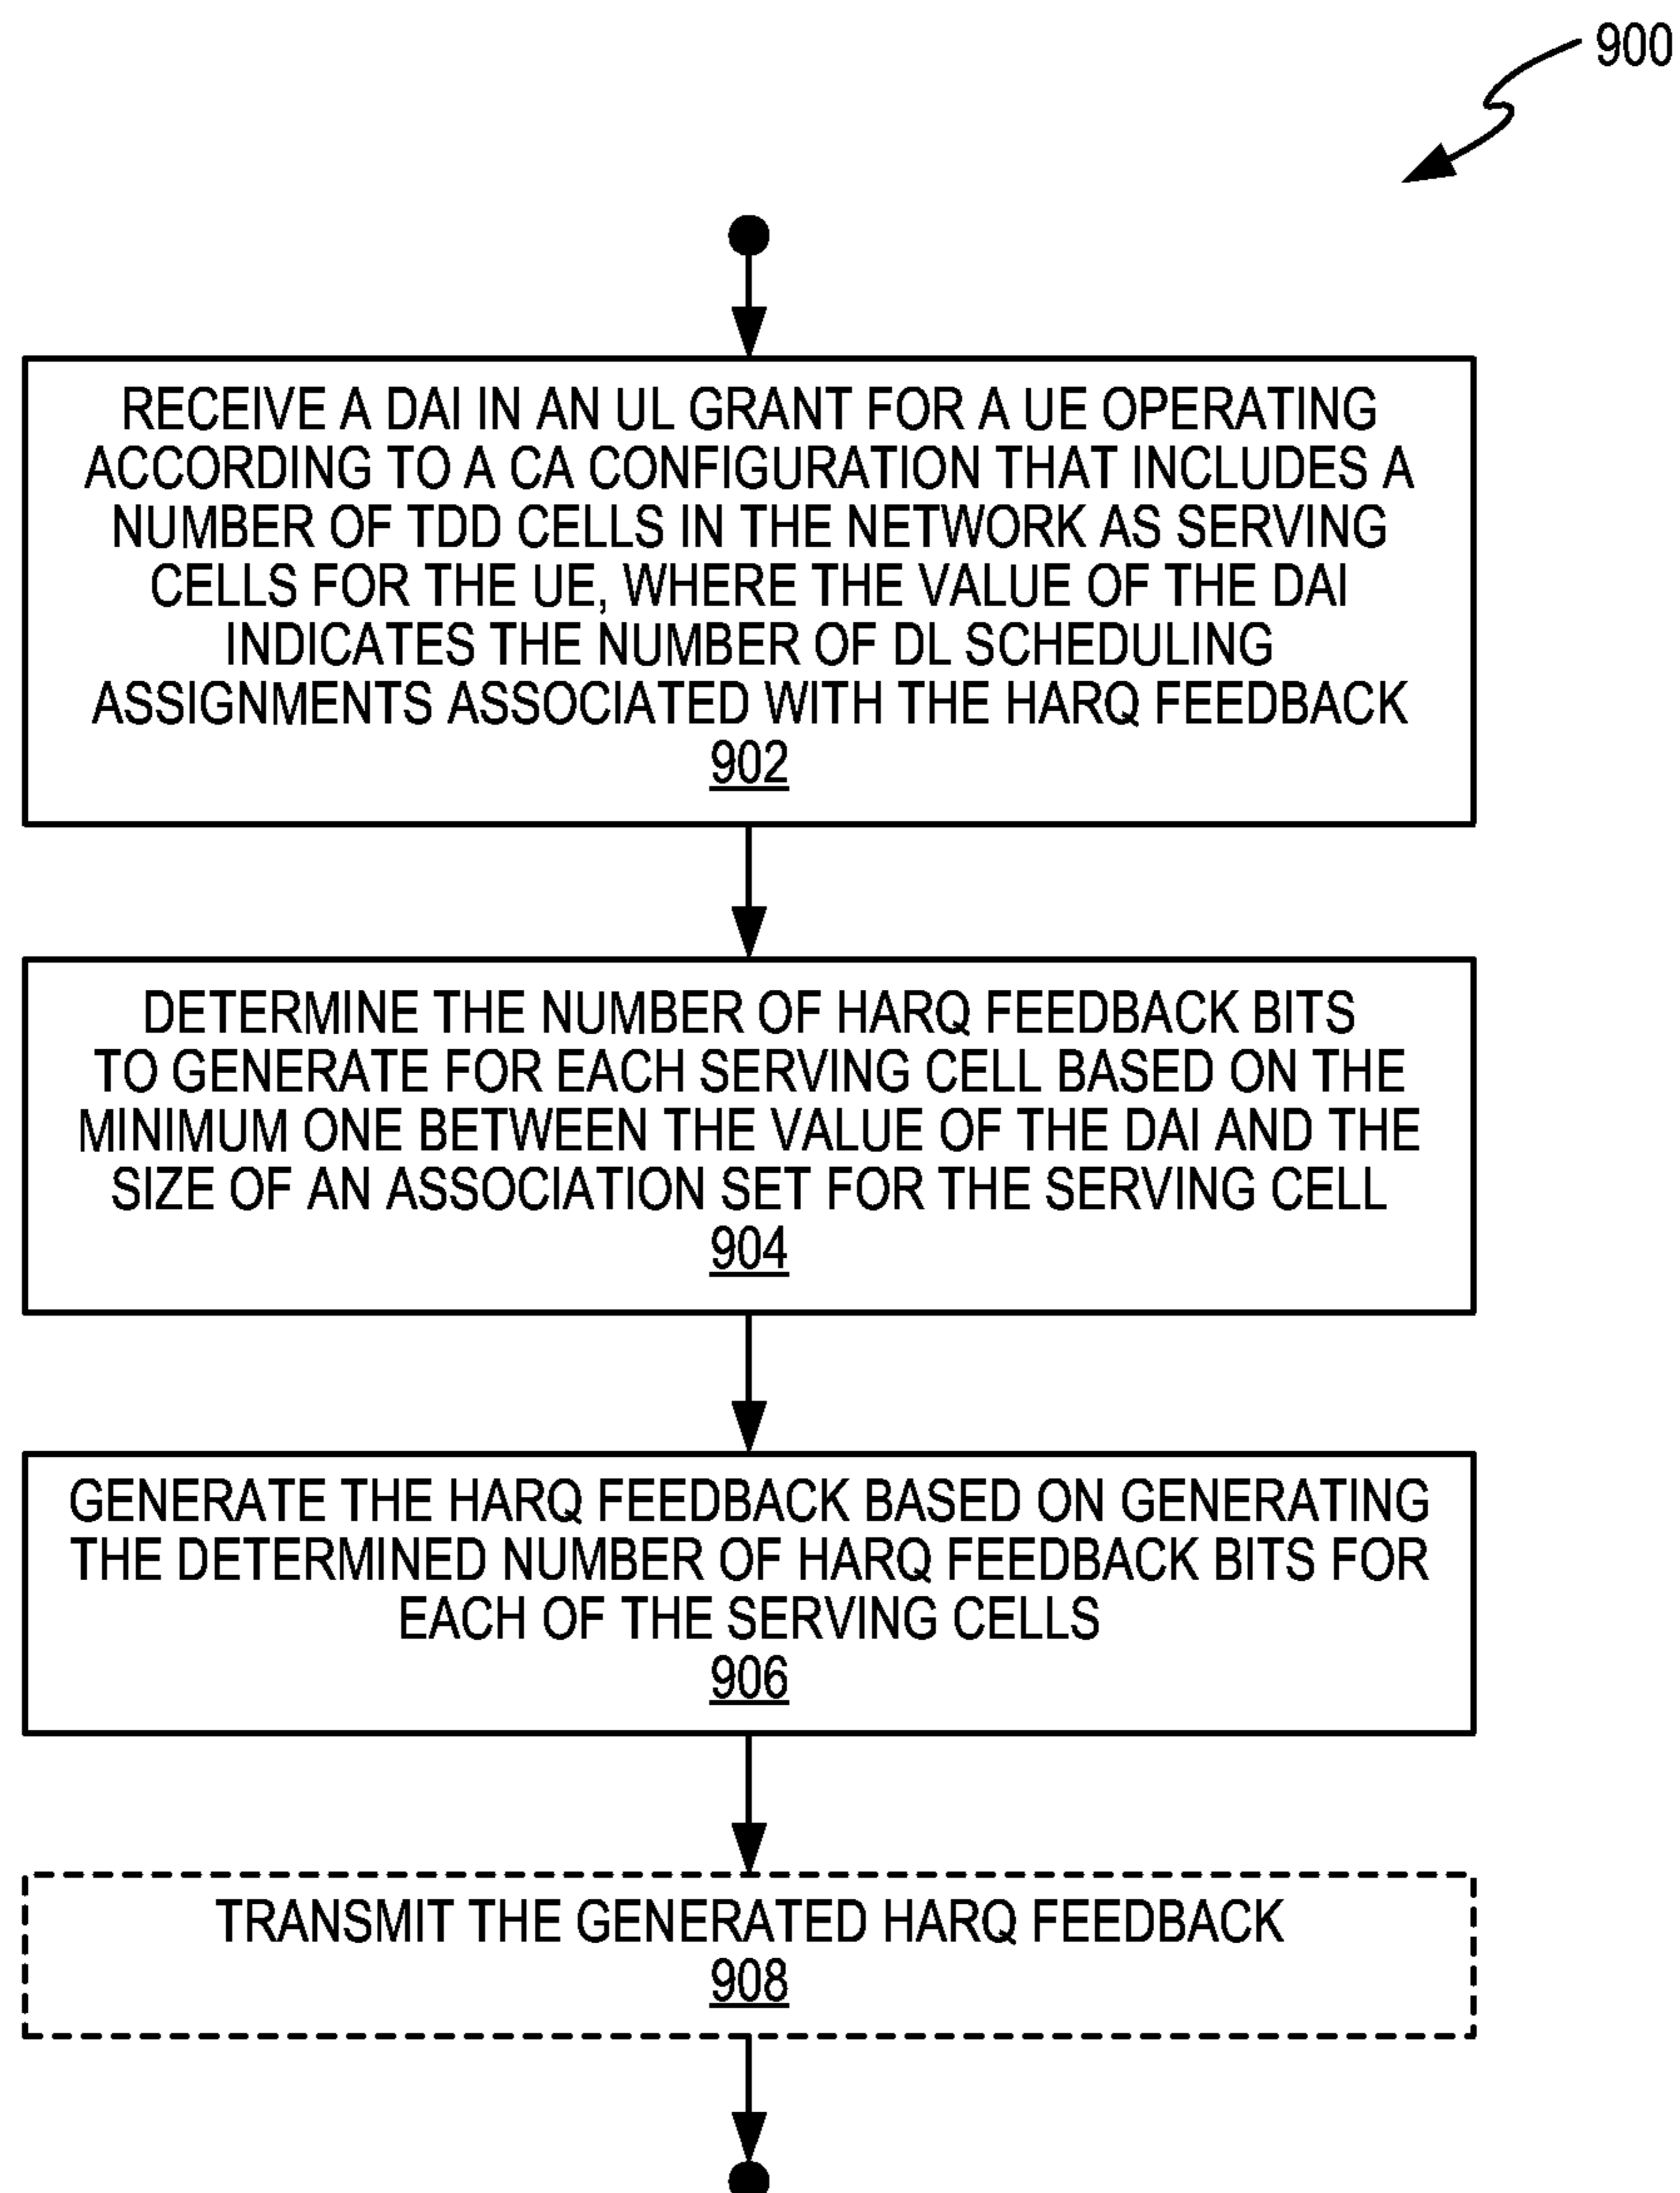 900
RECEIVE A DAI IN AN UL GRANT FOR A UE OPERATING
ACCORDING TO A CA CONFIGURATION THAT INCLUDES A
NUMBER OF TDD CELLS IN THE NETWORK AS SERVING
CELLS FOR THE UE, WHERE THE VALUE OF THE DAI
INDICATES THE NUMBER OF DL SCHEDULING
ASSIGNMENTS ASSOCIATED WITH THE HARQ FEEDBACK
902
DETERMINE THE NUMBER OF HARQ FEEDBACK BITS
TO GENERATE FOR EACH SERVING CELL BASED ON THE
MINIMUM ONE BETWEEN THE VALUE OF THE DAI AND THE
SIZE OF AN ASSOCIATION SET FOR THE SERVING CELL
904
GENERATE THE HARQ FEEDBACK BASED ON GENERATING
THE DETERMINED NUMBER OF HARQ FEEDBACK BITS FOR
EACH OF THE SERVING CELLS
906
TRANSMIT THE GENERATED HARQ FEEDBACK
908